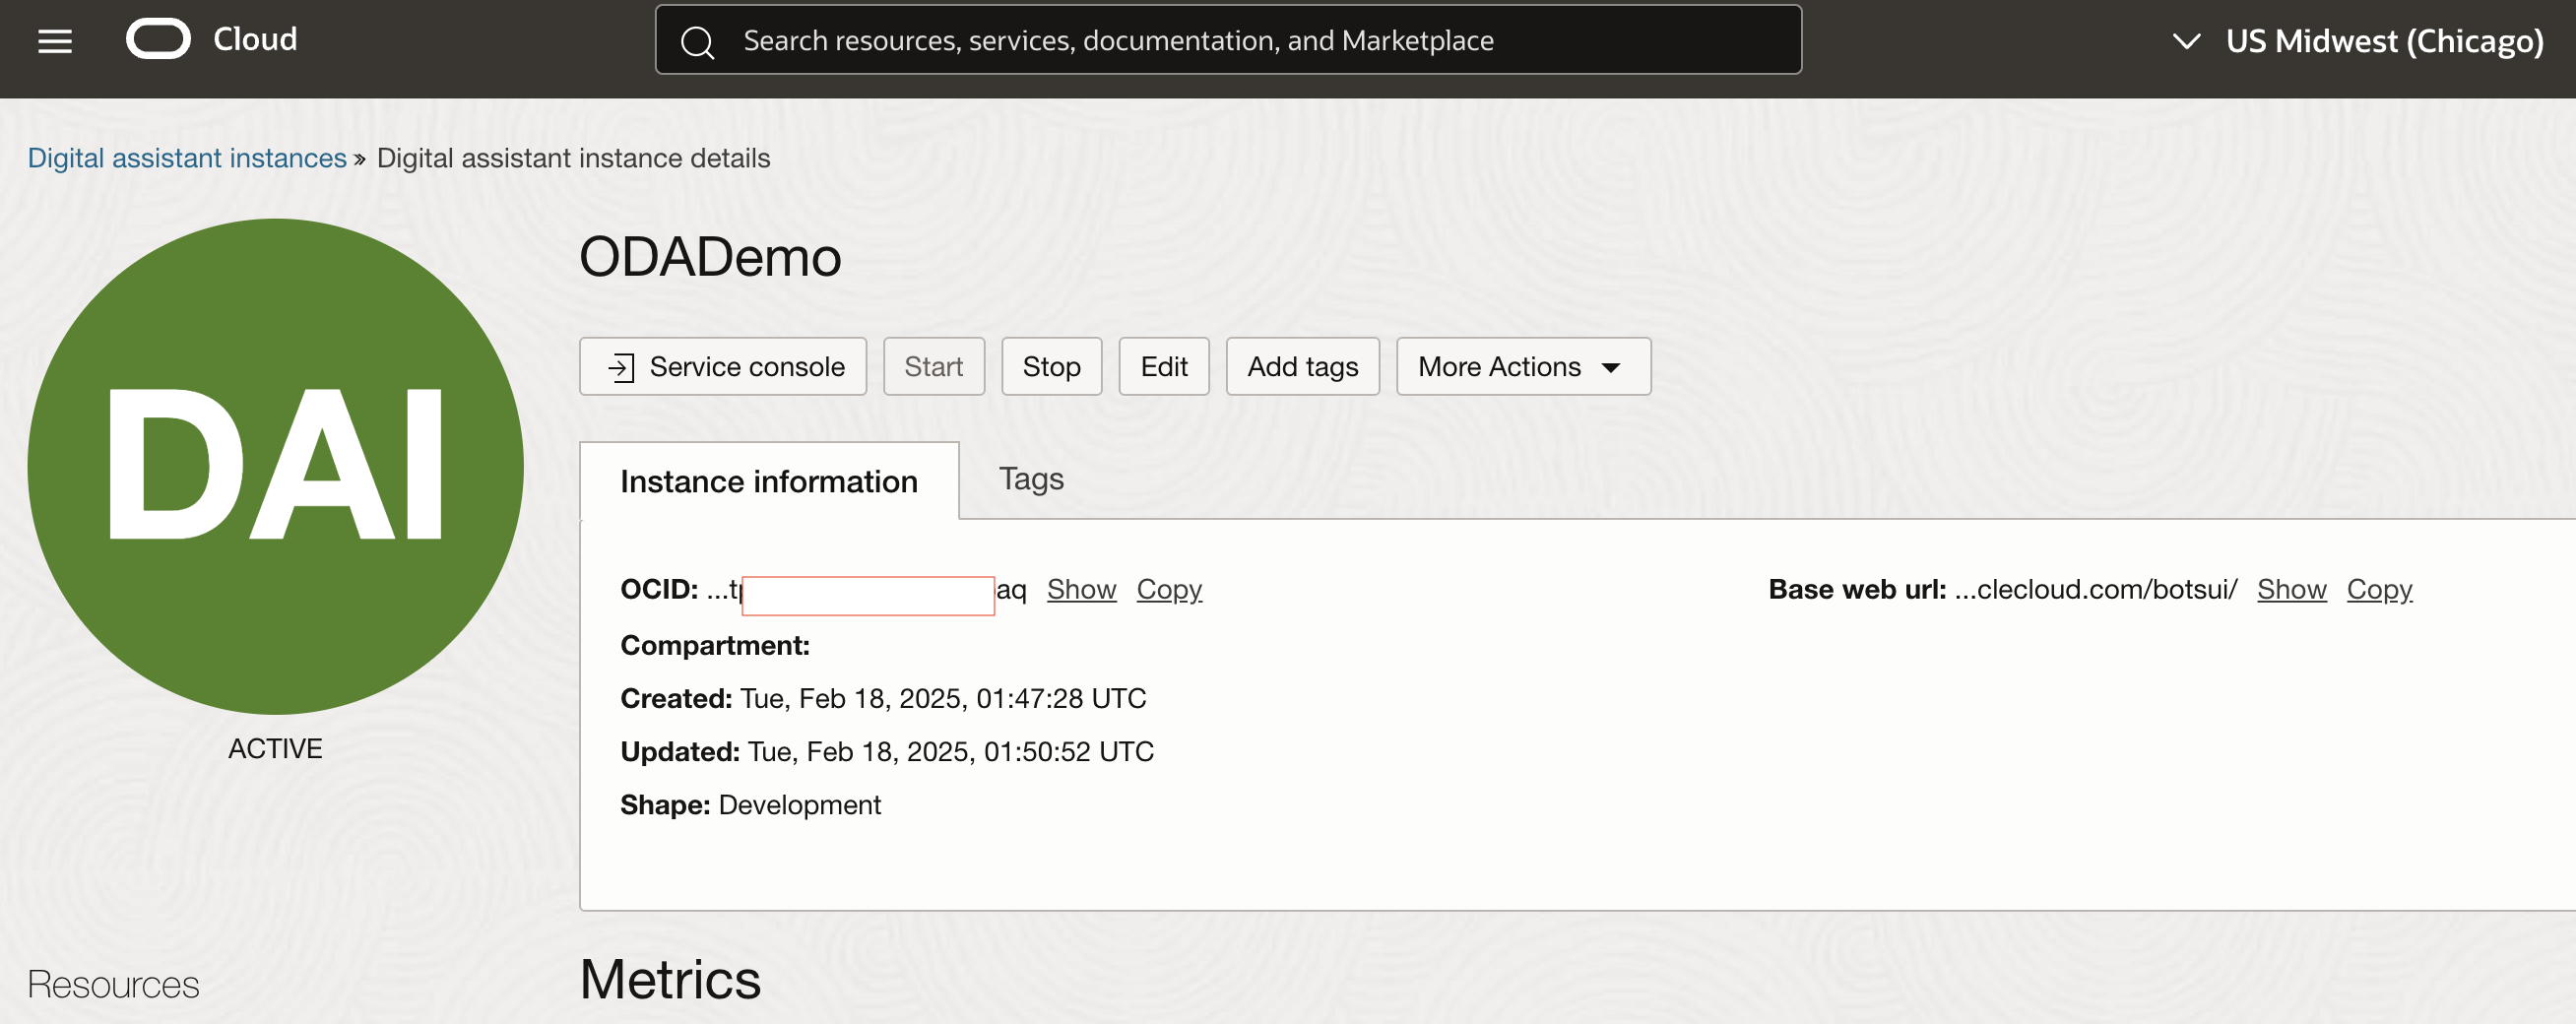 Cloud
Search resources, services, documentation, and Marketplace
US Midwest (Chicago)
Digital assistant instances » Digital assistant instance details
DAI
ACTIVE
ODADemo
Service console Start Stop Edit Add tags More Actions
Instance information Tags
OCID: ...t aq Show Copy
Base web url: ...clecloud.com/botsui/ Show Copy
Compartment:
Created: Tue, Feb 18, 2025, 01:47:28 UTC
Updated: Tue, Feb 18, 2025, 01:50:52 UTC
Shape: Development
Resources
Metrics